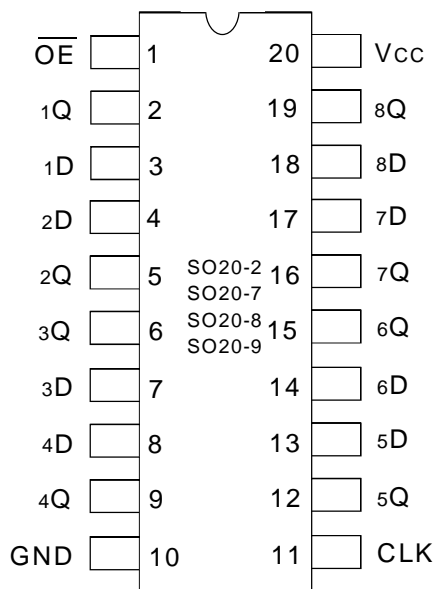 OE 1 20 Vcc
1Q 2 19 8Q
1D 3 18 8D
2D 4 17 7D
2Q 5 SO20-2 16 7Q
SO20-7
3Q 6 SO20-8 15 6Q
SO20-9
3D 7 14 6D
4D 8 13 5D
4Q 9 12 5Q
GND 10 11 CLK